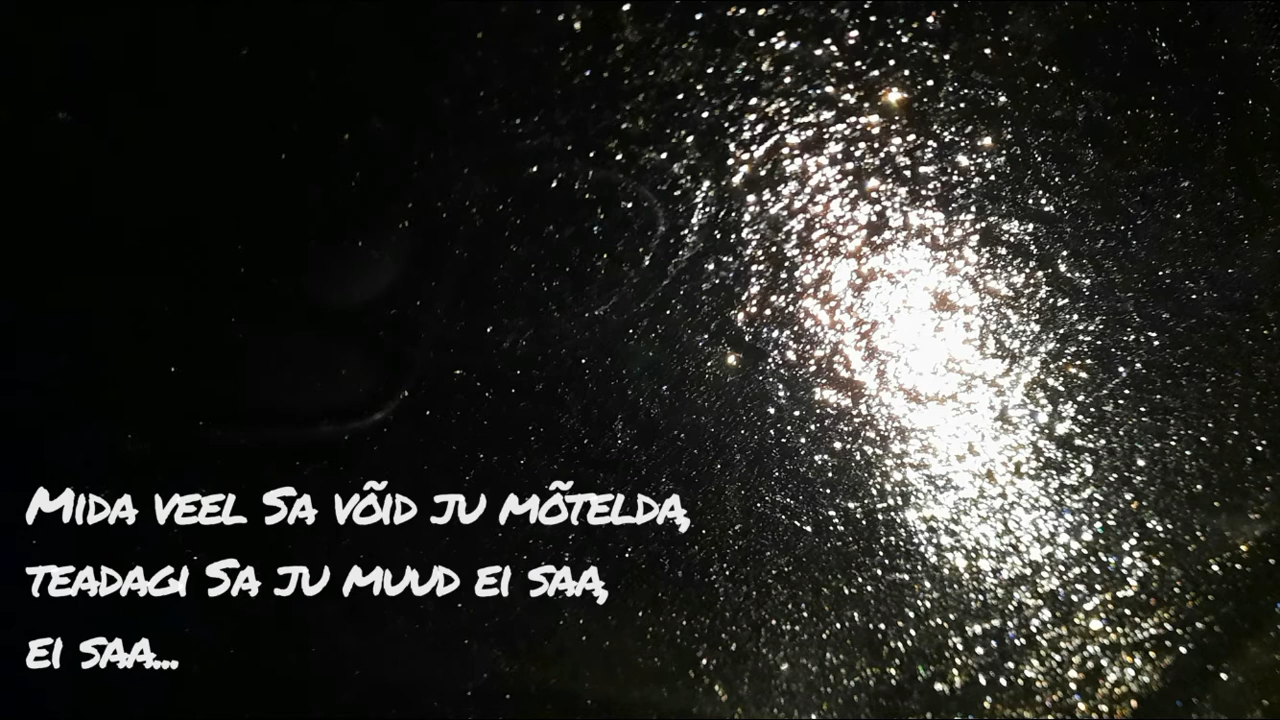 Mida veel Sa võid ju mõtelda,
teadagi Sa ju muud ei saa,
ei saa...